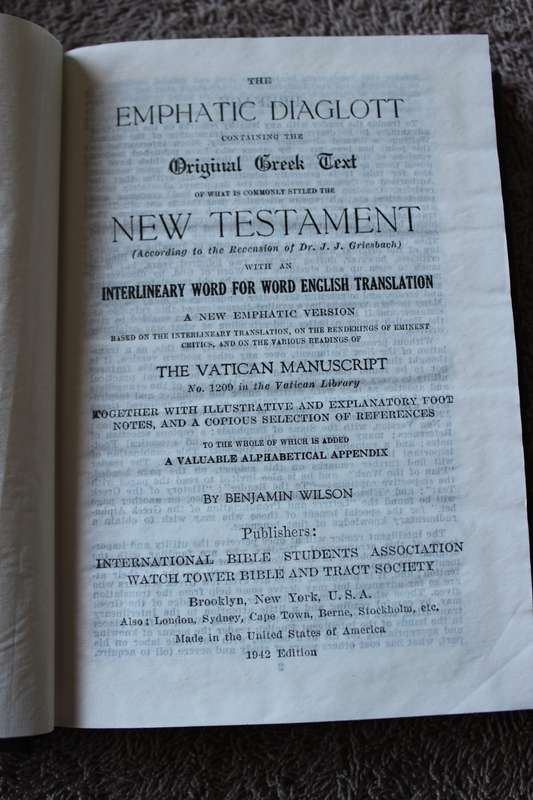 THE
EMPHATIC DIAGLOTT
CONTAINING THE
Original Greek Text
OF WHAT IS COMMONLY STYLED THE
NEW TESTAMENT
(According to the Recension of Dr. J. J. Griesbach)
WITH AN
INTERLINEARY WORD FOR WORD ENGLISH TRANSLATION
A NEW EMPHATIC VERSION
BASED ON THE INTERLINEARY TRANSLATION, ON THE RENDERINGS OF EMINENT
CRITICS, AND ON THE VARIOUS READINGS OF
THE VATICAN MANUSCRIPT
No. 1209 in the Vatican Library
TOGETHER WITH ILLUSTRATIVE AND EXPLANATORY FOOT
NOTES, AND A COPIOUS SELECTION OF REFERENCES
TO THE WHOLE OF WHICH IS ADDED
A VALUABLE ALPHABETICAL APPENDIX
BY BENJAMIN WILSON
Publishers:
INTERNATIONAL BIBLE STUDENTS ASSOCIATION
WATCH TOWER BIBLE AND TRACT SOCIETY
Brooklyn, New York, U. S. A.
Also: London, Sydney, Cape Town, Berne, Stockholm, etc.
Made in the United States of America
1942 Edition